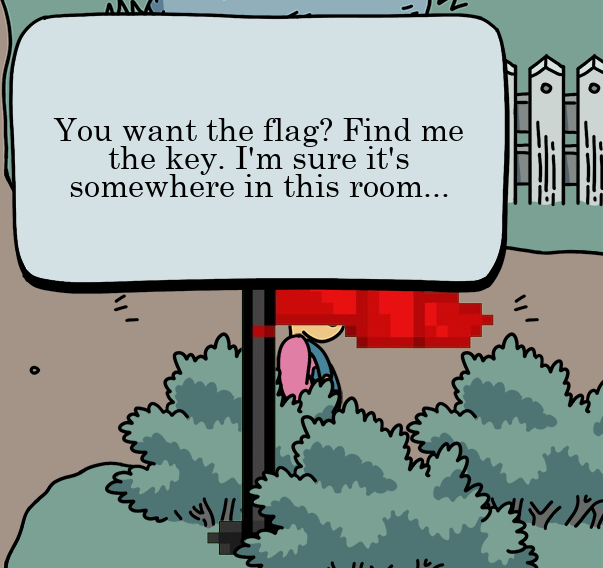 You want the flag? Find me
the key. I'm sure it's
somewhere in this room...